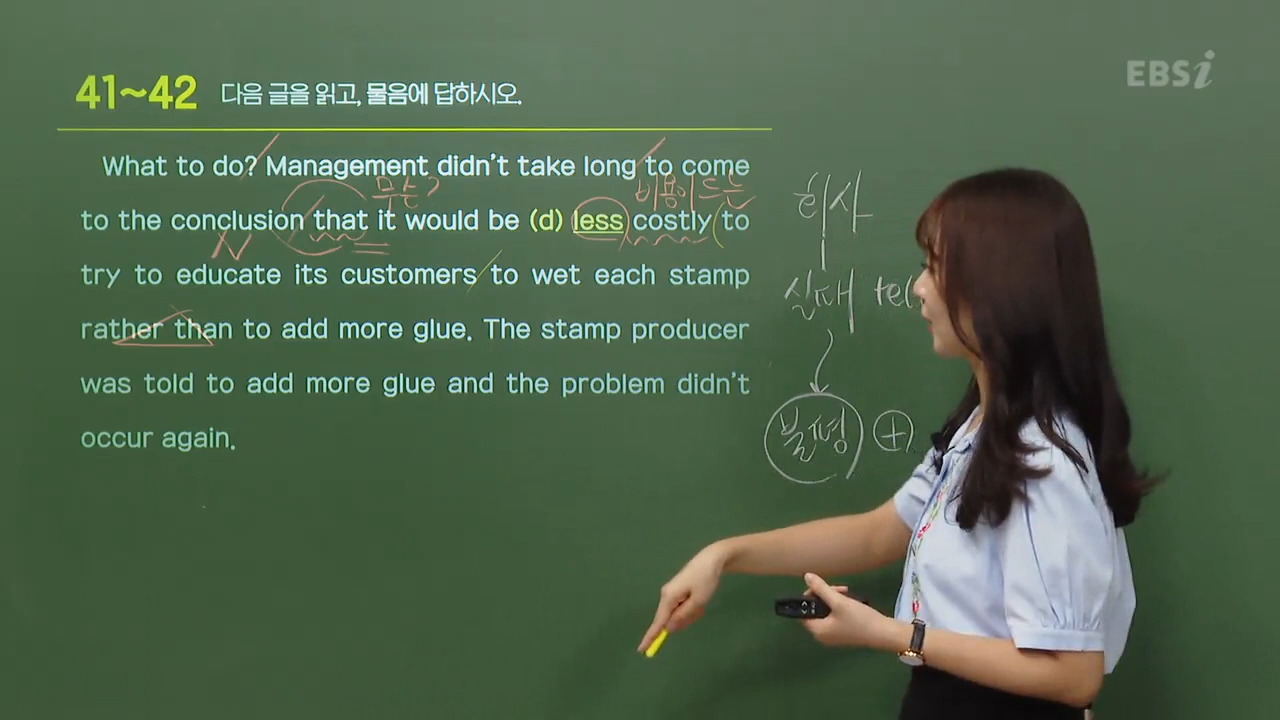 EBSi
41~42 다음 글을 읽고, 물음에 답하시오.
What to do? Management didn't take long to come
무슨?
비용이 드는
to the conclusion that it would be (d) less costly to
N
try to educate its customers to wet each stamp
rather than to add more glue. The stamp producer
was told to add more glue and the problem didn't
occur again.
회사
실패
불평 +